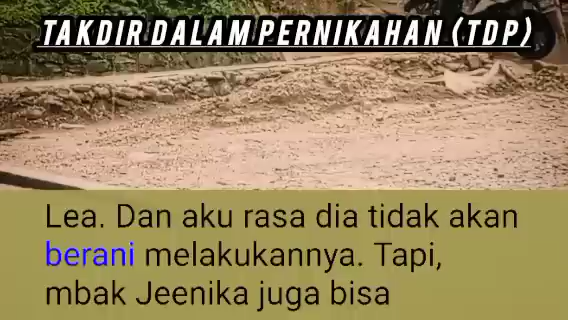 TAKDIR DALAM PERNIKAHAN (TDP)
Lea. Dan aku rasa dia tidak akan
berani melakukannya. Tapi,
mbak Jeenika juga bisa